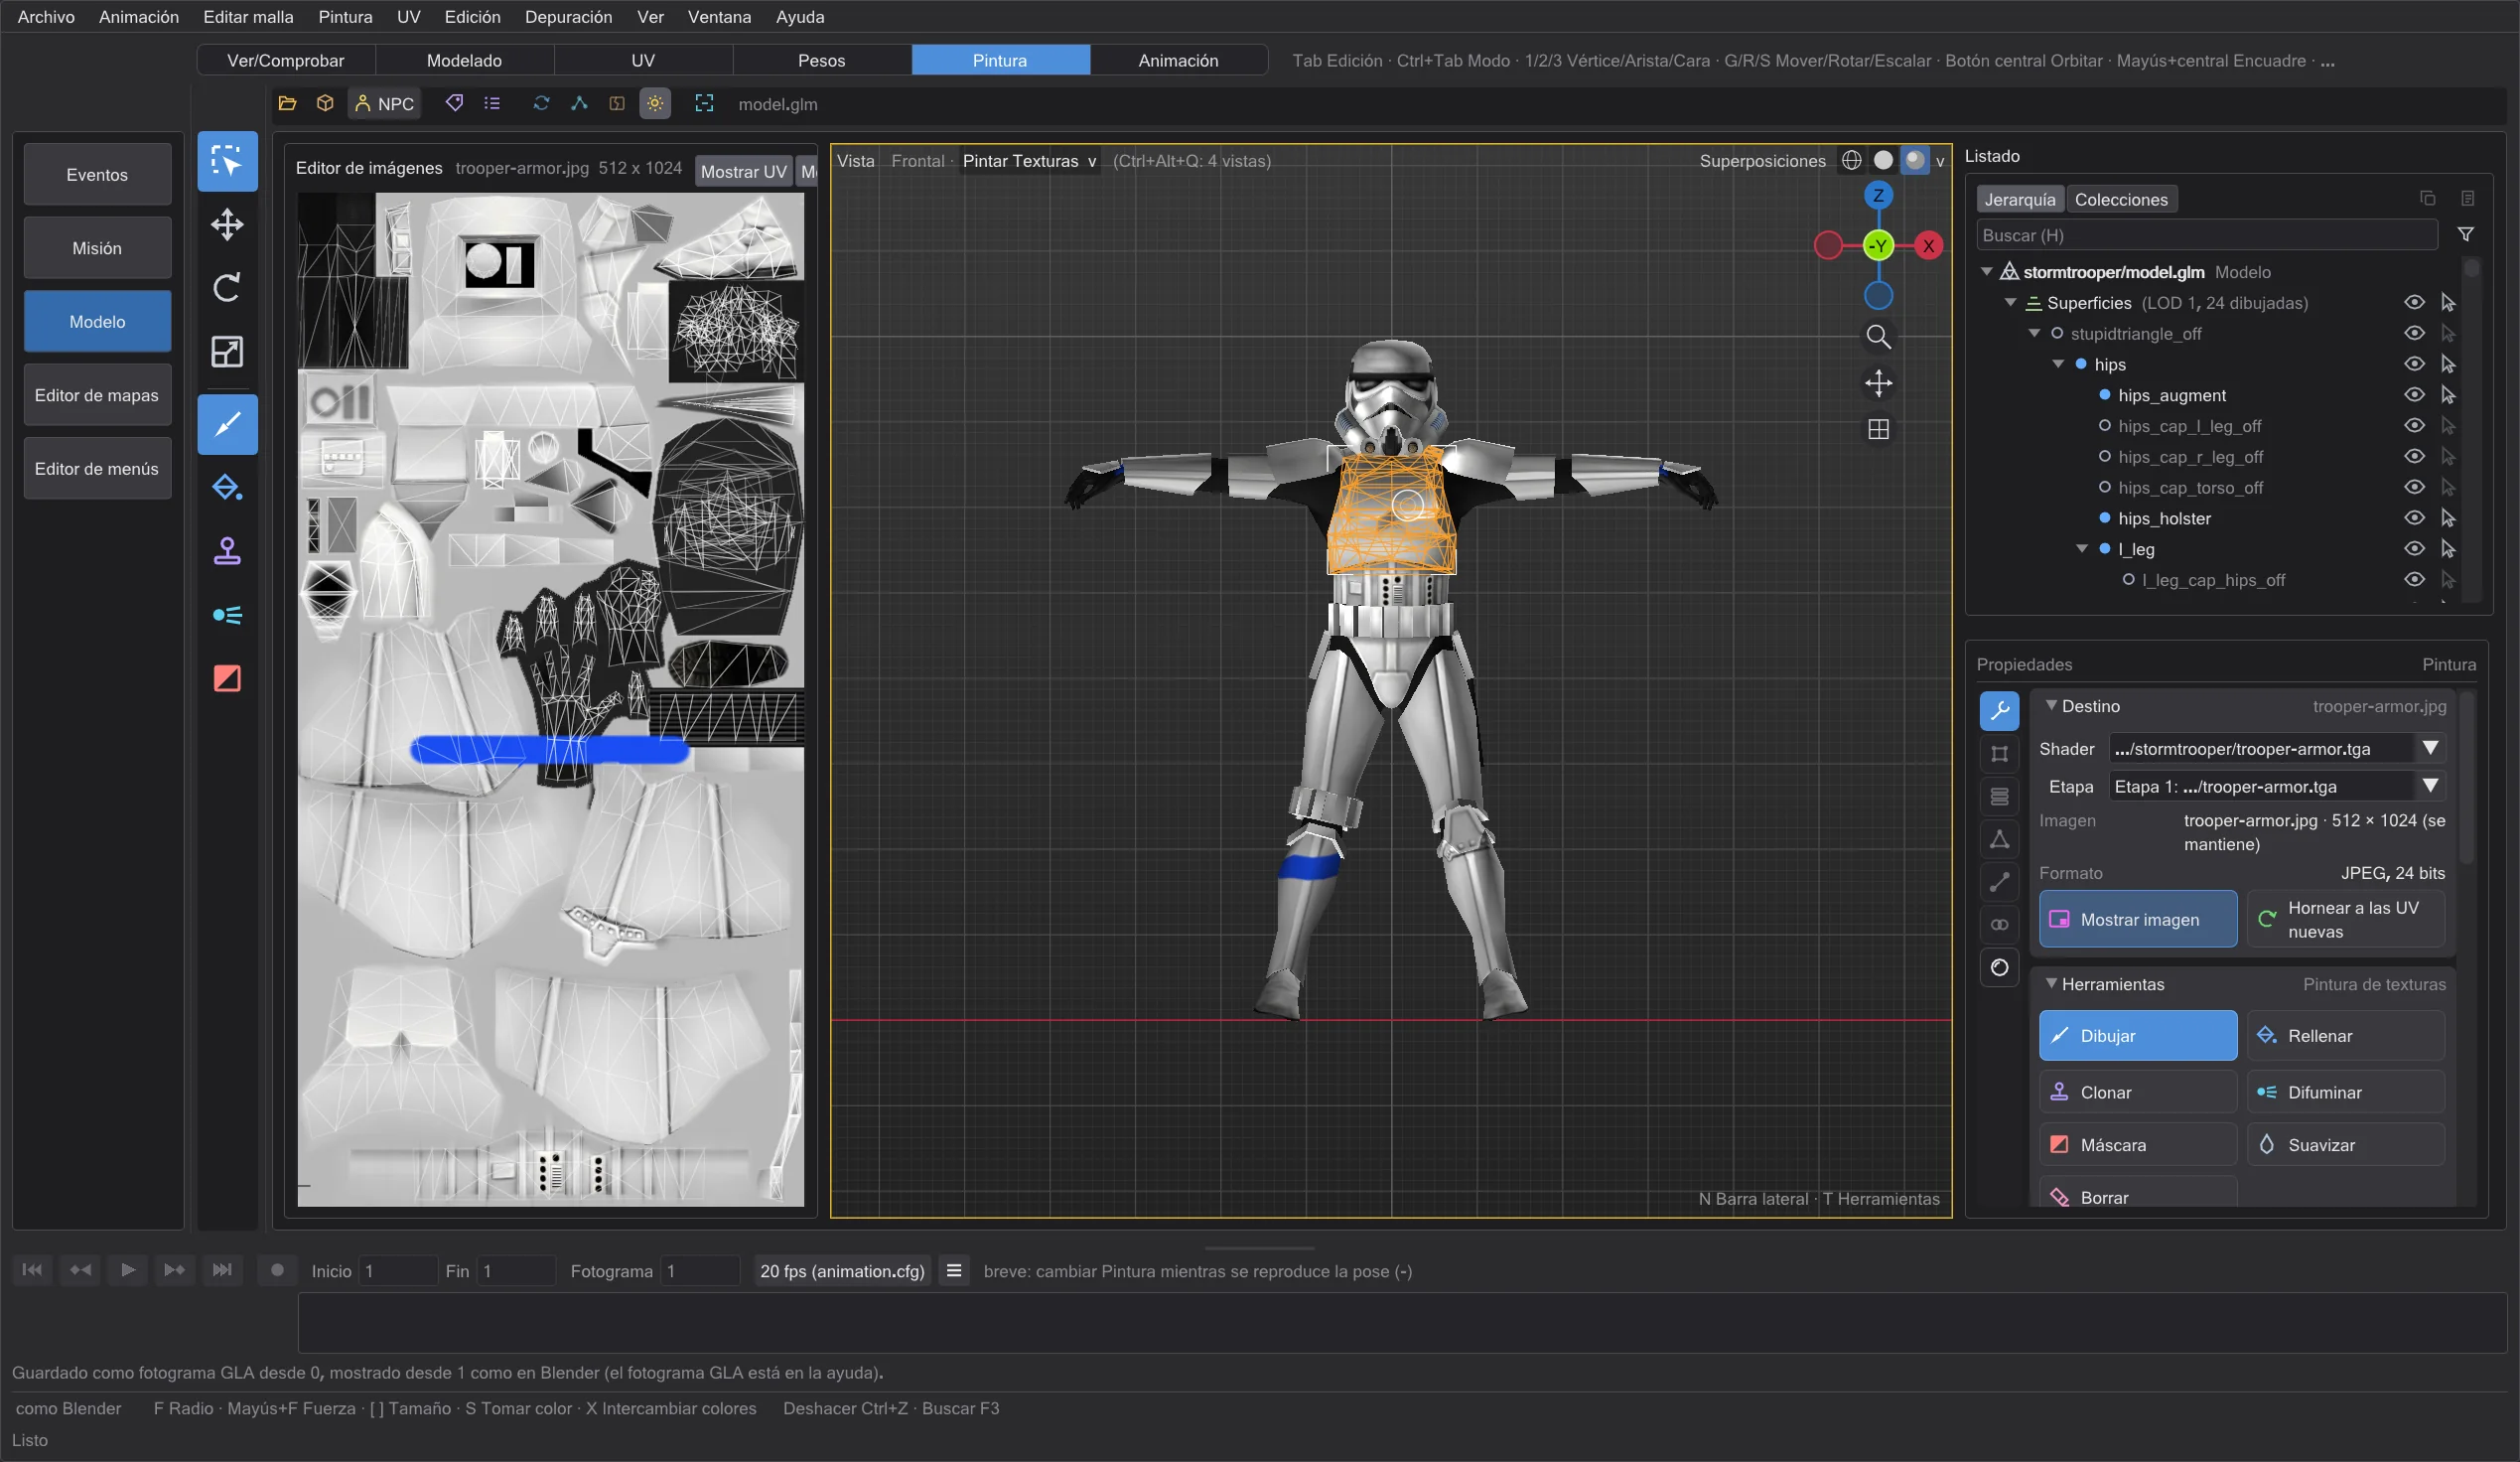 Archivo Animación Editar malla Pintura UV Edición Depuración Ver Ventana Ayuda
Ver/Comprobar Modelado UV Pesos Pintura Animación Tab Edición · Ctrl+Tab Modo · 1/2/3 Vértice/Arista/Cara · G/R/S Mover/Rotar/Escalar · Botón central Orbitar · Mayús+central Encuadre · ...
NPC model.glm
Eventos
Misión
Modelo
Editor de mapas
Editor de menús
Editor de imágenes trooper-armor.jpg 512 x 1024 Mostrar UV
Vista Frontal · Pintar Texturas v (Ctrl+Alt+Q: 4 vistas) Superposiciones v
Z
-Y X
N Barra lateral · T Herramientas
Listado
Jerarquía Colecciones
Buscar (H)
stormtrooper/model.glm Modelo
Superficies (LOD 1, 24 dibujadas)
stupidtriangle_off
hips
hips_augment
hips_cap_l_leg_off
hips_cap_r_leg_off
hips_cap_torso_off
hips_holster
l_leg
l_leg_cap_hips_off
Propiedades Pintura
Destino trooper-armor.jpg
Shader .../stormtrooper/trooper-armor.tga
Etapa Etapa 1: .../trooper-armor.tga
Imagen trooper-armor.jpg · 512 × 1024 (se
mantiene)
Formato JPEG, 24 bits
Mostrar imagen Hornear a las UV
nuevas
Herramientas Pintura de texturas
Dibujar Rellenar
Clonar Difuminar
Máscara Suavizar
Borrar
Inicio 1 Fin 1 Fotograma 1 20 fps (animation.cfg) breve: cambiar Pintura mientras se reproduce la pose (-)
Guardado como fotograma GLA desde 0, mostrado desde 1 como en Blender (el fotograma GLA está en la ayuda).
como Blender F Radio · Mayús+F Fuerza · [ ] Tamaño · S Tomar color · X Intercambiar colores Deshacer Ctrl+Z · Buscar F3
Listo